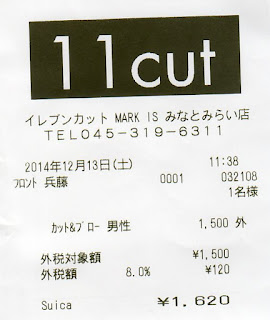 11cut
イレブンカット MARK IS みなとみらい店
TEL045-319-6311
2014年12月13日(土) 11:38
フロント 兵藤 0001 032108
1名様
カット&ブロー 男性 1,500 外
外税対象額 ¥1,500
外税額 8.0% ¥120
Suica ¥1,620